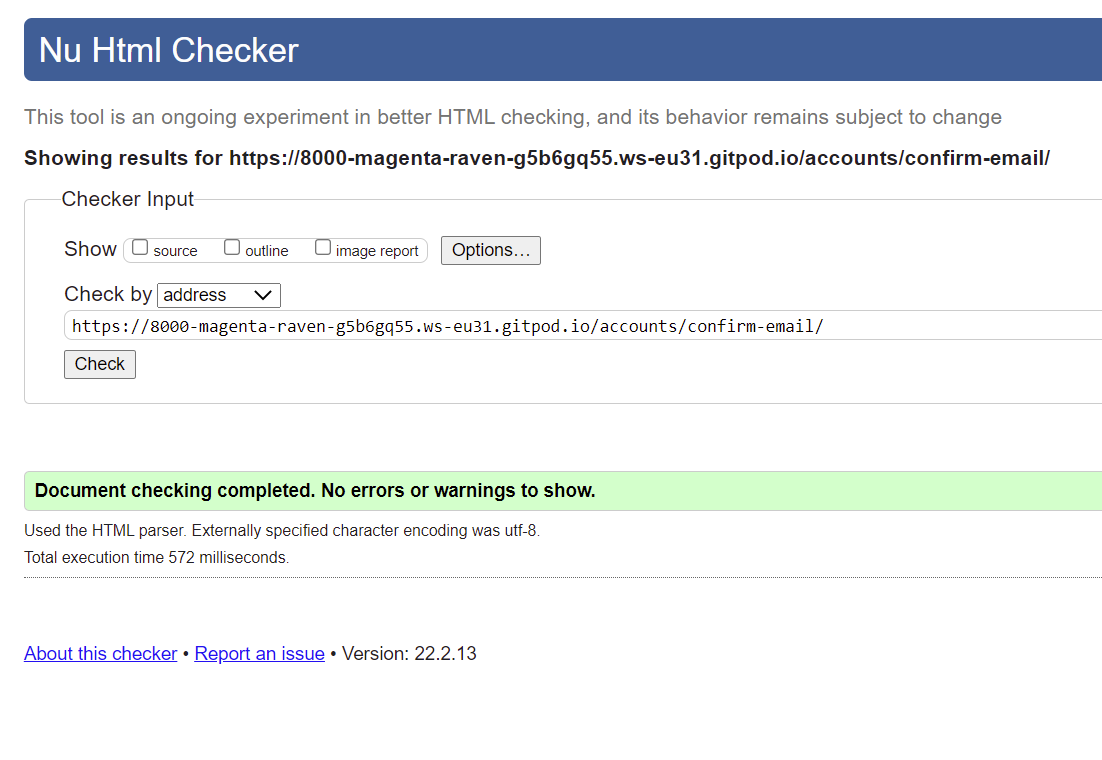 Nu Html Checker
This tool is an ongoing experiment in better HTML checking, and its behavior remains subject to change
Showing results for https://8000-magenta-raven-g5b6gq55.ws-eu31.gitpod.io/accounts/confirm-email/
Checker Input
Show source outline image report Options…
Check by address
https://8000-magenta-raven-g5b6gq55.ws-eu31.gitpod.io/accounts/confirm-email/
Check
Document checking completed. No errors or warnings to show.
Used the HTML parser. Externally specified character encoding was utf-8.
Total execution time 572 milliseconds.
About this checker • Report an issue • Version: 22.2.13